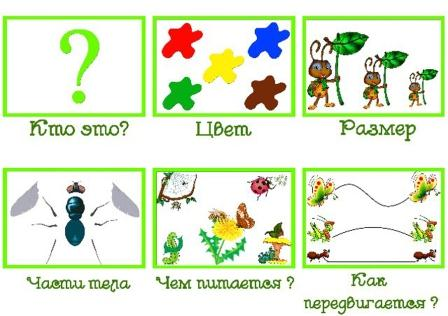 ?
Кто это?
Цвет
Размер
Части тела
Чем питается?
Как
передвигается?